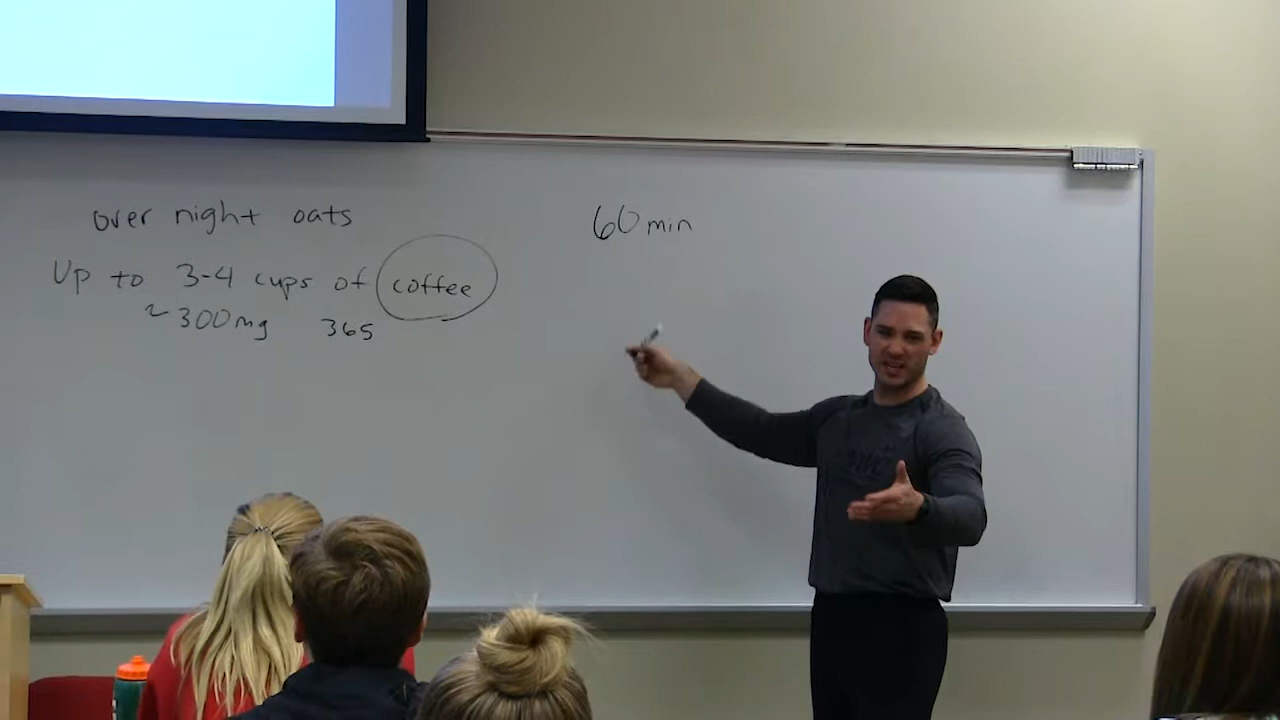 over night oats
Up to 3-4 cups of coffee
~300mg 365
60 min